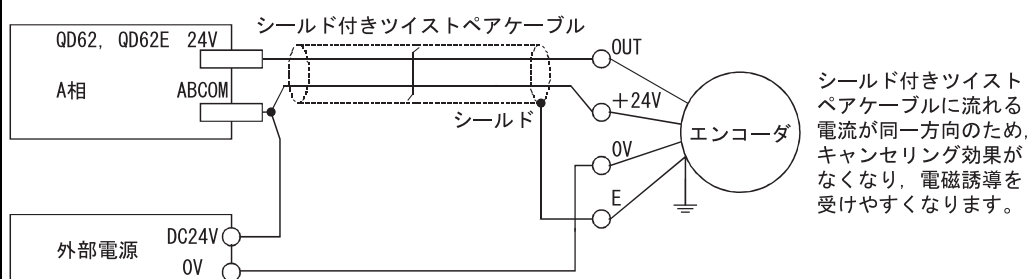 シールド付きツイストペアケーブル
QD62, QD62E 24V
A相 ABCOM
シールド
OUT
+24V
0V
E
エンコーダ
シールド付きツイスト
ペアケーブルに流れる
電流が同一方向のため,
キャンセリング効果が
なくなり, 電磁誘導を
受けやすくなります。
外部電源
DC24V
0V